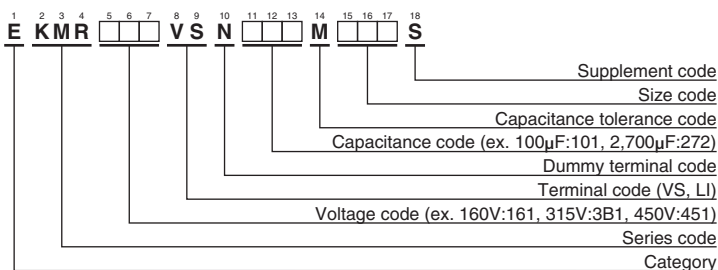 1 2 3 4 5 6 7 8 9 10 11 12 13 14 15 16 17 18
E KMR □□□ VS N □□□ M □□□ S
Supplement code
Size code
Capacitance tolerance code
Capacitance code (ex. 100μF:101, 2,700μF:272)
Dummy terminal code
Terminal code (VS, LI)
Voltage code (ex. 160V:161, 315V:3B1, 450V:451)
Series code
Category